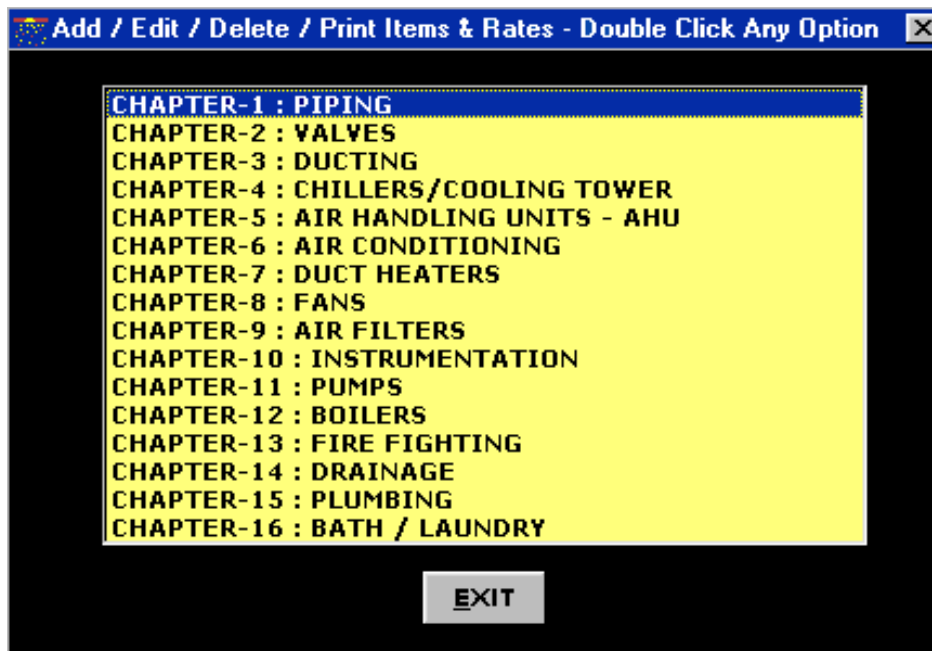 Add / Edit / Delete / Print Items & Rates - Double Click Any Option
CHAPTER-1 : PIPING
CHAPTER-2 : VALVES
CHAPTER-3 : DUCTING
CHAPTER-4 : CHILLERS/COOLING TOWER
CHAPTER-5 : AIR HANDLING UNITS - AHU
CHAPTER-6 : AIR CONDITIONING
CHAPTER-7 : DUCT HEATERS
CHAPTER-8 : FANS
CHAPTER-9 : AIR FILTERS
CHAPTER-10 : INSTRUMENTATION
CHAPTER-11 : PUMPS
CHAPTER-12 : BOILERS
CHAPTER-13 : FIRE FIGHTING
CHAPTER-14 : DRAINAGE
CHAPTER-15 : PLUMBING
CHAPTER-16 : BATH / LAUNDRY
EXIT